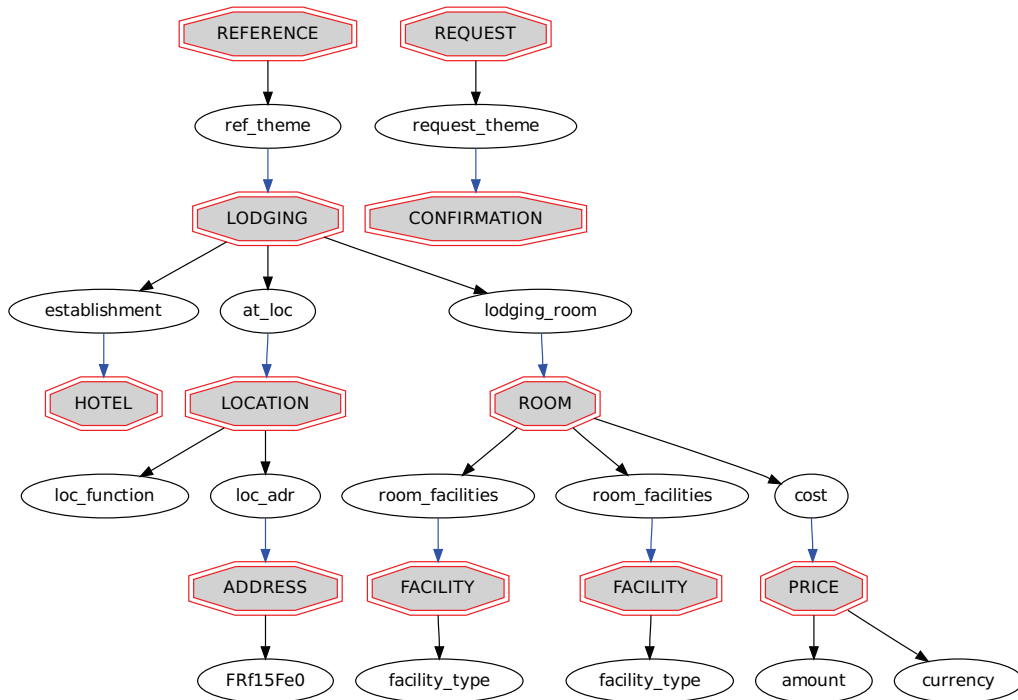 REFERENCE
REQUEST
ref_theme
request_theme
LODGING
CONFIRMATION
establishment
at_loc
lodging_room
HOTEL
LOCATION
ROOM
loc_function
loc_adr
room_facilities
room_facilities
cost
ADDRESS
FACILITY
FACILITY
PRICE
FRf15Fe0
facility_type
facility_type
amount
currency